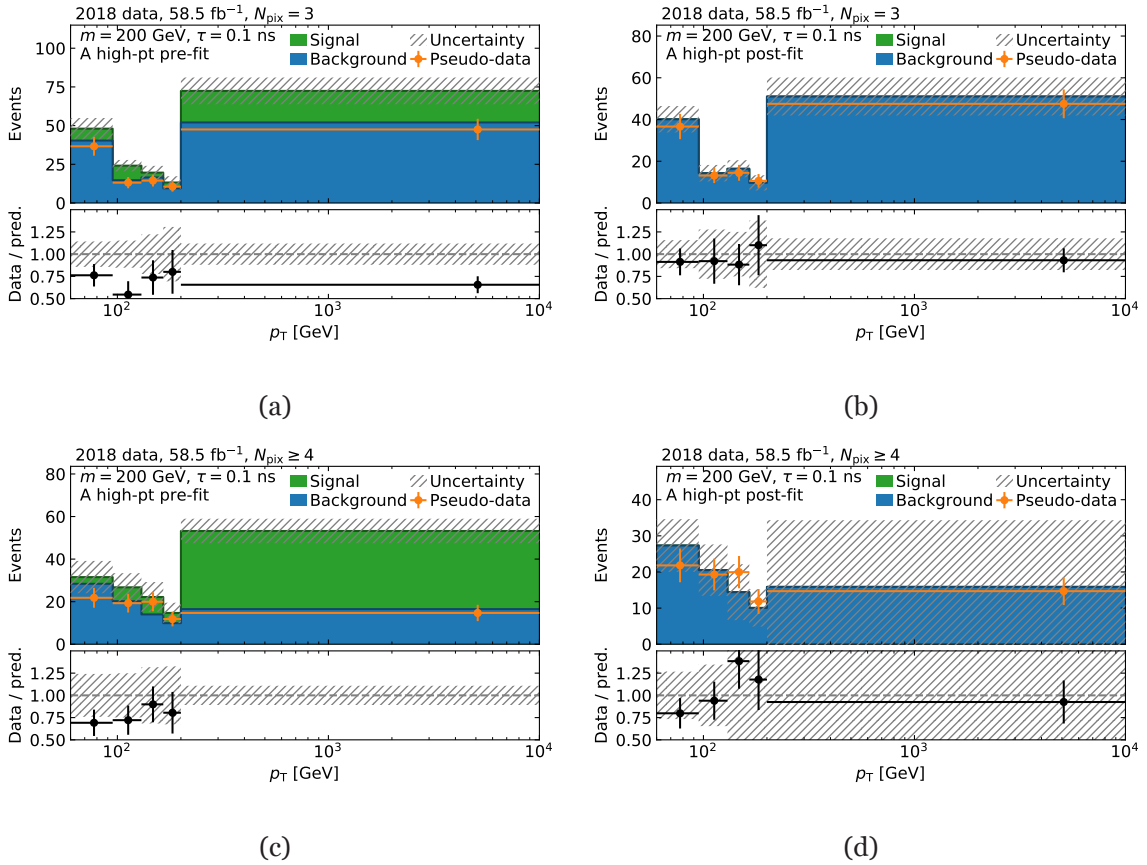 2018 data, 58.5 fb⁻¹, N_pix = 3
m = 200 GeV, τ = 0.1 ns
A high-pt pre-fit
Signal
Background
Uncertainty
Pseudo-data
Events
100
75
50
25
0
Data / pred.
1.25
1.00
0.75
0.50
10² 10³ 10⁴
p_T [GeV]
(a)
2018 data, 58.5 fb⁻¹, N_pix = 3
m = 200 GeV, τ = 0.1 ns
A high-pt post-fit
Signal
Background
Uncertainty
Pseudo-data
Events
80
60
40
20
0
Data / pred.
1.25
1.00
0.75
0.50
10² 10³ 10⁴
p_T [GeV]
(b)
2018 data, 58.5 fb⁻¹, N_pix ≥ 4
m = 200 GeV, τ = 0.1 ns
A high-pt pre-fit
Signal
Background
Uncertainty
Pseudo-data
Events
80
60
40
20
0
Data / pred.
1.25
1.00
0.75
0.50
10² 10³ 10⁴
p_T [GeV]
(c)
2018 data, 58.5 fb⁻¹, N_pix ≥ 4
m = 200 GeV, τ = 0.1 ns
A high-pt post-fit
Signal
Background
Uncertainty
Pseudo-data
Events
40
30
20
10
0
Data / pred.
1.25
1.00
0.75
0.50
10² 10³ 10⁴
p_T [GeV]
(d)